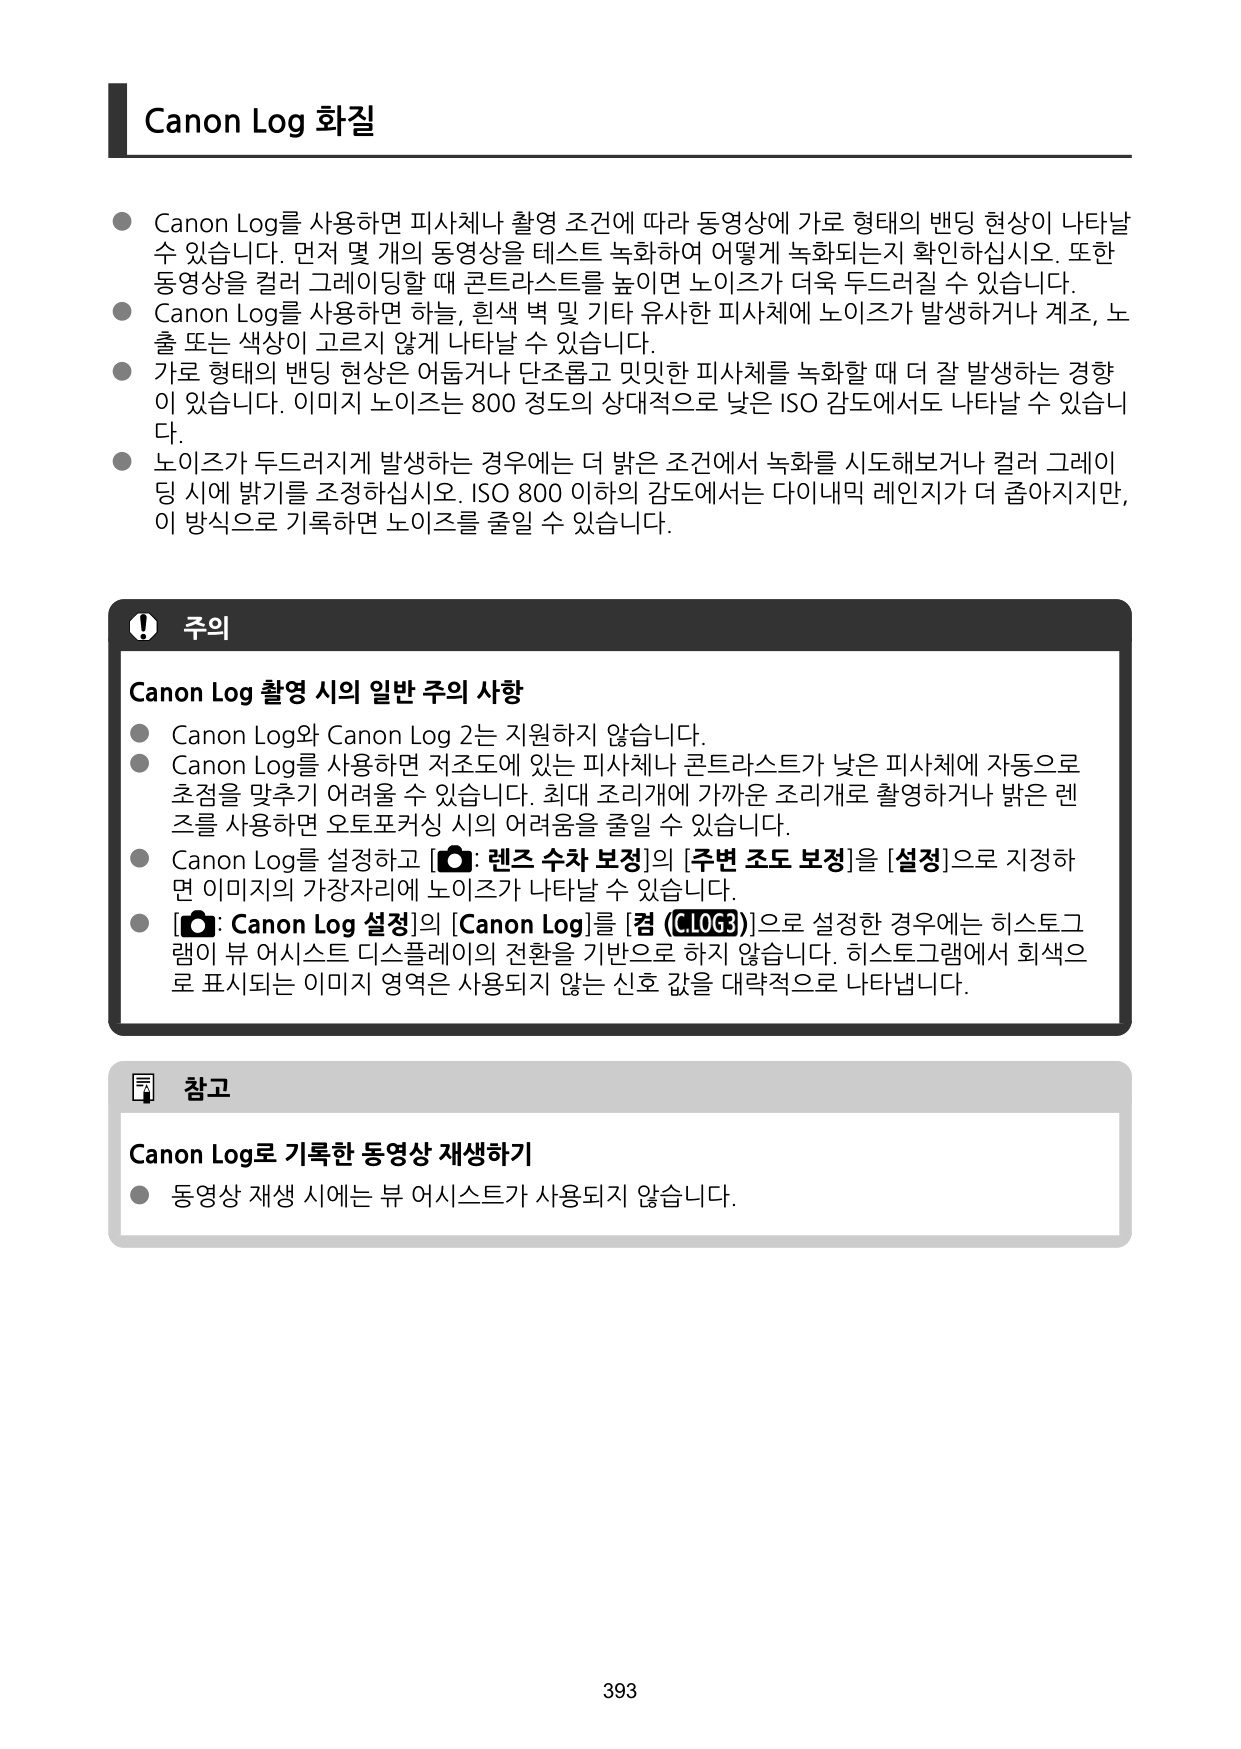 Canon Log 화질
● Canon Log를 사용하면 피사체나 촬영 조건에 따라 동영상에 가로 형태의 밴딩 현상이 나타날
수 있습니다. 먼저 몇 개의 동영상을 테스트 녹화하여 어떻게 녹화되는지 확인하십시오. 또한
동영상을 컬러 그레이딩할 때 콘트라스트를 높이면 노이즈가 더욱 두드러질 수 있습니다.
● Canon Log를 사용하면 하늘, 흰색 벽 및 기타 유사한 피사체에 노이즈가 발생하거나 계조, 노
출 또는 색상이 고르지 않게 나타날 수 있습니다.
● 가로 형태의 밴딩 현상은 어둡거나 단조롭고 밋밋한 피사체를 녹화할 때 더 잘 발생하는 경향
이 있습니다. 이미지 노이즈는 800 정도의 상대적으로 낮은 ISO 감도에서도 나타날 수 있습니
다.
● 노이즈가 두드러지게 발생하는 경우에는 더 밝은 조건에서 녹화를 시도해보거나 컬러 그레이
딩 시에 밝기를 조정하십시오. ISO 800 이하의 감도에서는 다이내믹 레인지가 더 좁아지지만,
이 방식으로 기록하면 노이즈를 줄일 수 있습니다.
주의
Canon Log 촬영 시의 일반 주의 사항
● Canon Log와 Canon Log 2는 지원하지 않습니다.
● Canon Log를 사용하면 저조도에 있는 피사체나 콘트라스트가 낮은 피사체에 자동으로
초점을 맞추기 어려울 수 있습니다. 최대 조리개에 가까운 조리개로 촬영하거나 밝은 렌
즈를 사용하면 오토포커싱 시의 어려움을 줄일 수 있습니다.
● Canon Log를 설정하고 [: 렌즈 수차 보정]의 [주변 조도 보정]을 [설정]으로 지정하
면 이미지의 가장자리에 노이즈가 나타날 수 있습니다.
● [: Canon Log 설정]의 [Canon Log]를 [켬 (C.LOG3)]으로 설정한 경우에는 히스토그
램이 뷰 어시스트 디스플레이의 전환을 기반으로 하지 않습니다. 히스토그램에서 회색으
로 표시되는 이미지 영역은 사용되지 않는 신호 값을 대략적으로 나타냅니다.
참고
Canon Log로 기록한 동영상 재생하기
● 동영상 재생 시에는 뷰 어시스트가 사용되지 않습니다.
393